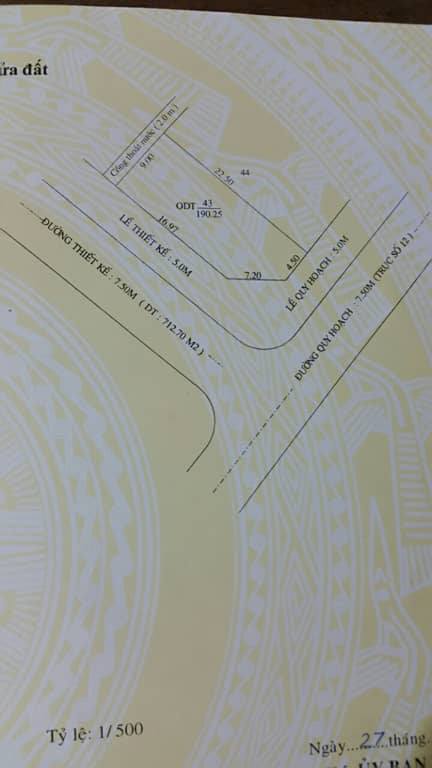 ửa đất
Cống thoát nước ( 2.0 m )
9.00
22.50
44
ODT 43
190.25
16.97
LỀ THIẾT KẾ : 5.0M
7.20
4.50
LỀ QUY HOẠCH : 5.0M
ĐƯỜNG THIẾT KẾ : 7.50M ( DT : 712.70 M2 )
ĐƯỜNG QUY HOẠCH : 7.50M (TRỤC SỐ 12 )
Tỷ lệ: 1/ 500
Ngày...27...tháng.
ỦY BAN